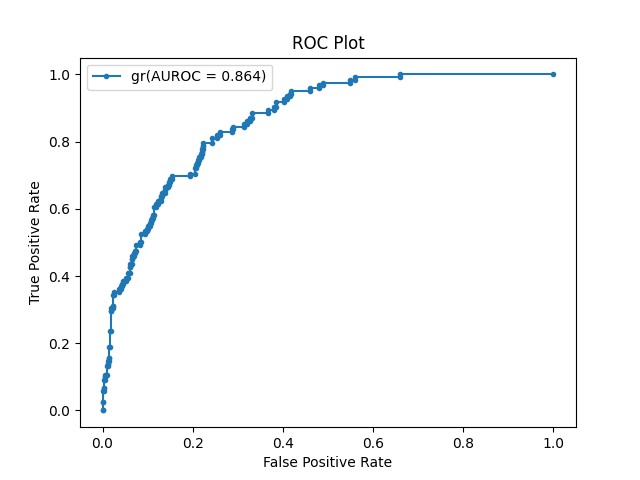 ROC Plot
gr(AUROC = 0.864)
1.0
0.8
0.6
0.4
0.2
0.0
True Positive Rate
0.0 0.2 0.4 0.6 0.8 1.0
False Positive Rate